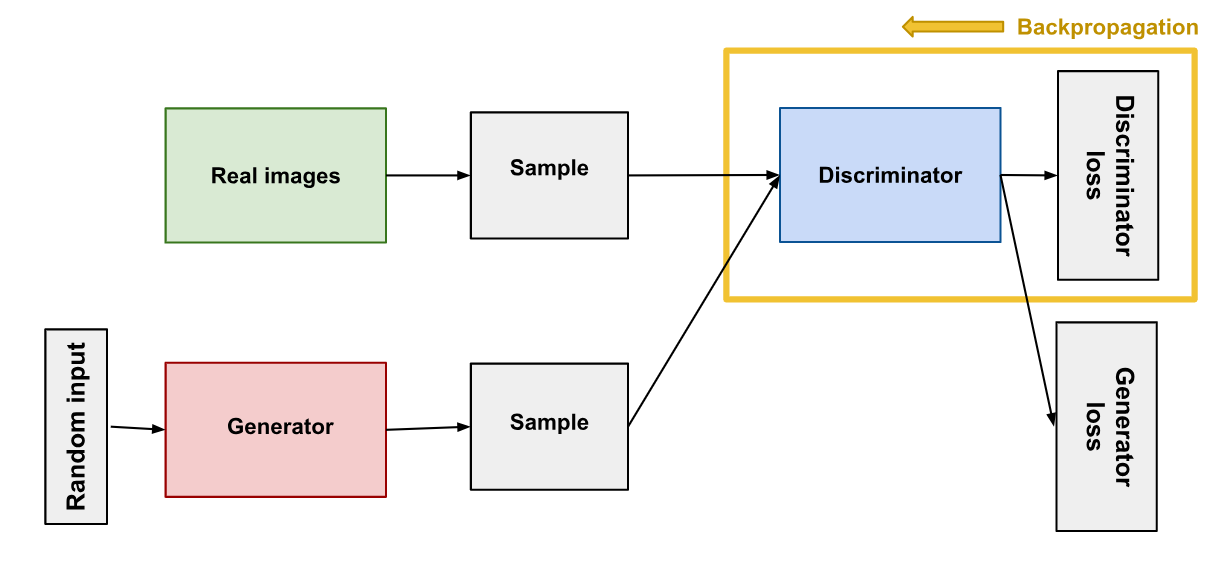 Backpropagation
Real images
Sample
Discriminator
Discriminator
loss
Random input
Generator
Sample
Generator
loss